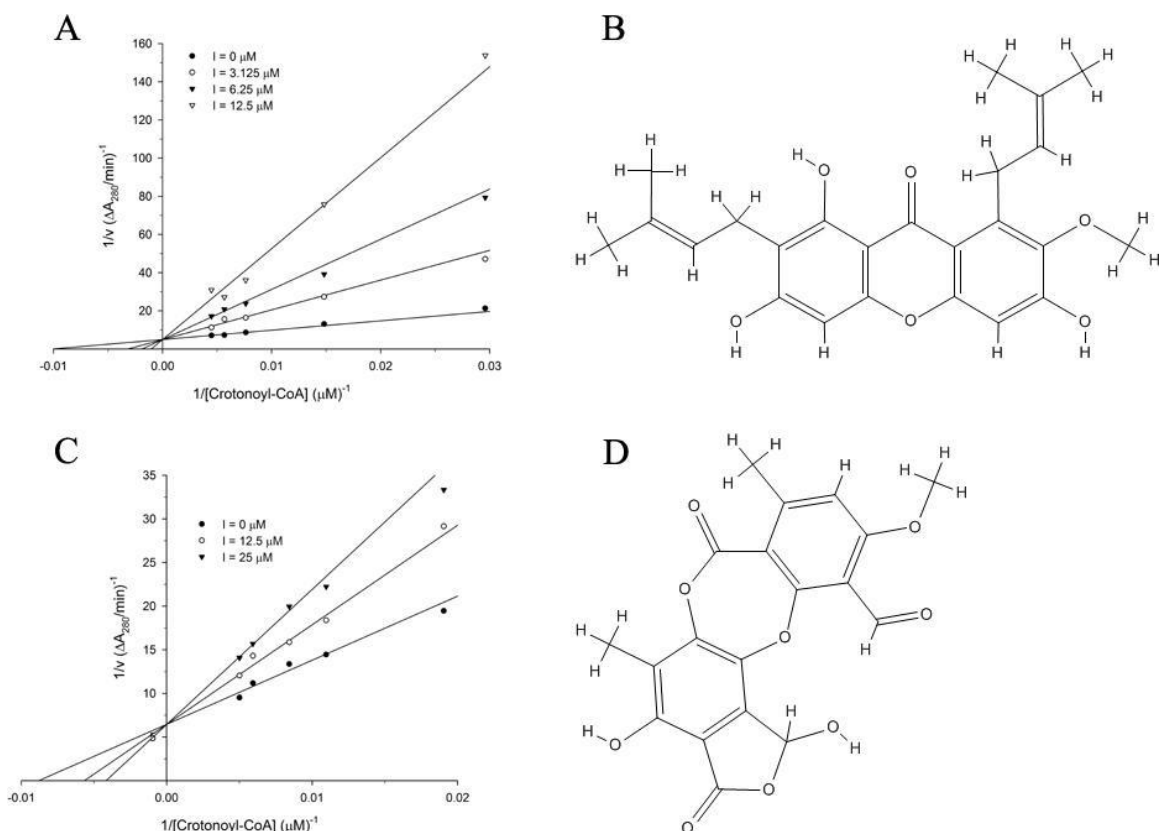 A
160
140
120
100
80
60
40
20
-0.01
0.00
0.01
0.02
0.03
1/v (ΔA280/min)-1
1/[Crotonoyl-CoA] (μM)-1
I = 0 μM
I = 3.125 μM
I = 6.25 μM
I = 12.5 μM
B
H H
H H
H
H
H
O
H
H
H
H
H
H
H
H
H
H
H
H
O
O
H
H
H
O
H
H
O
O
H
H
C
35
30
25
20
15
10
-0.01
0.00
0.01
0.02
1/v (ΔA280/min)-1
1/[Crotonoyl-CoA] (μM)-1
I = 0 μM
I = 12.5 μM
I = 25 μM
D
H
H
H
H
H
H
H
O
O
O
O
O
H
H
H
H
H
H
O
H
O
H
O
O